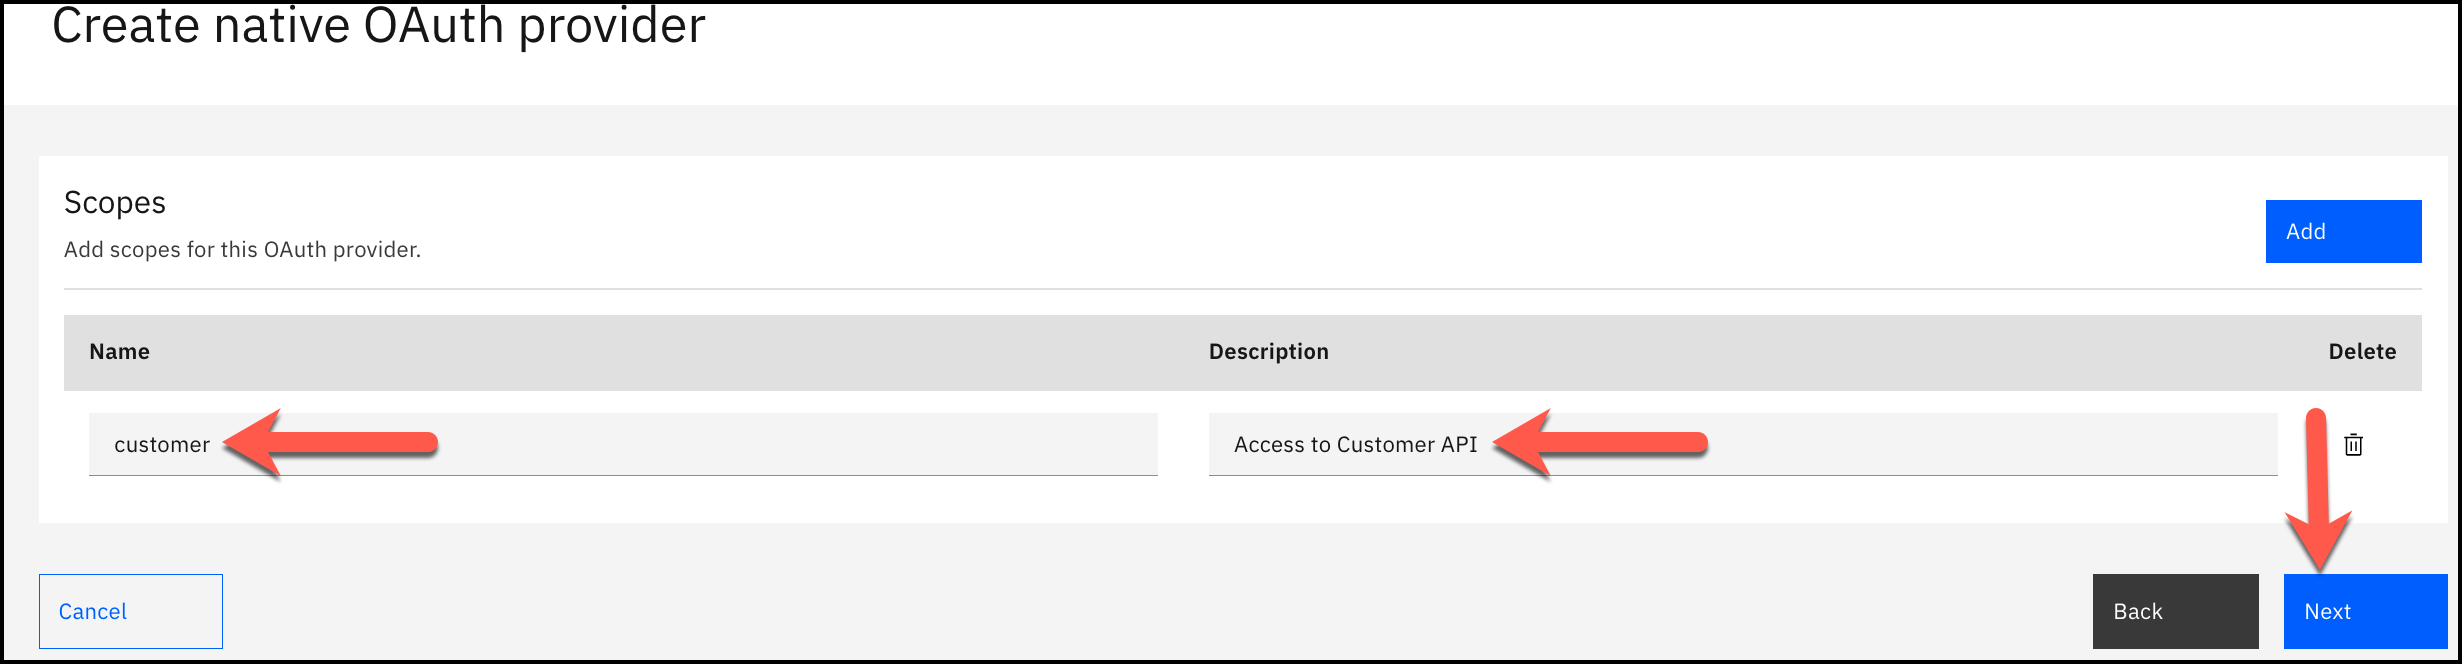 Create native OAuth provider
Scopes
Add scopes for this OAuth provider.
Add
Name Description Delete
customer Access to Customer API
Cancel Back Next